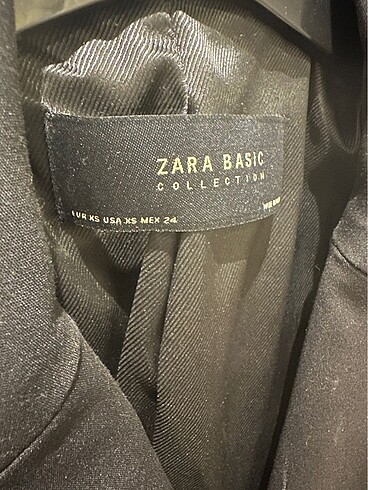 ZARA BASIC
COLLECTION
EUR XS USA XS MEX 24